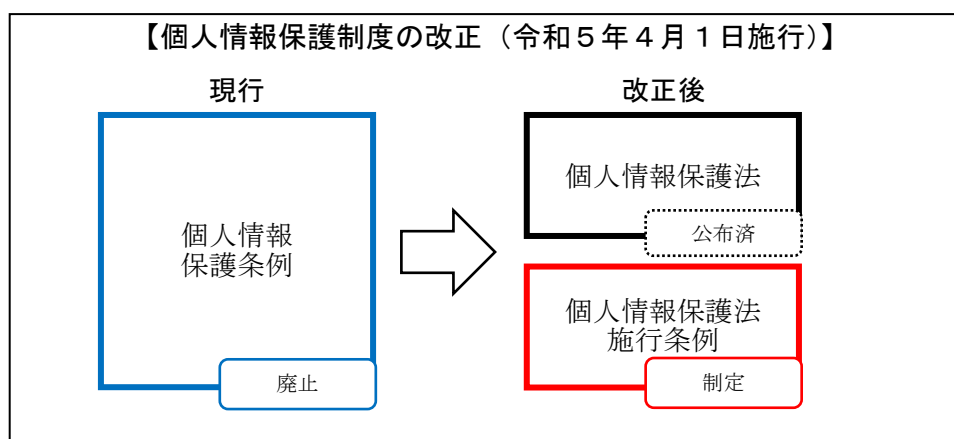 【個人情報保護制度の改正（令和５年４月１日施行）】
現行
改正後
個人情報
保護条例
廃止
個人情報保護法
公布済
個人情報保護法
施行条例
制定